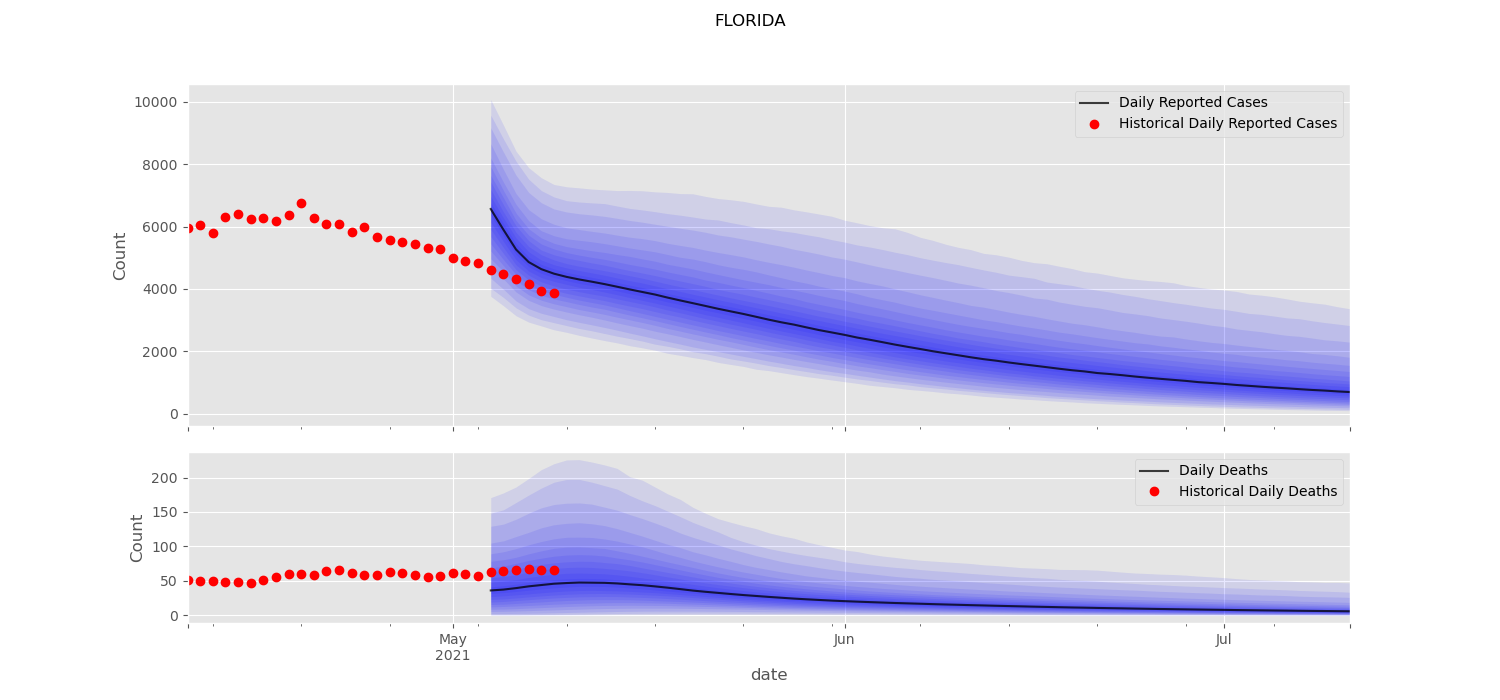 FLORIDA
10000
8000
6000
4000
2000
0
Count
Daily Reported Cases
Historical Daily Reported Cases
200
150
100
50
0
Count
Daily Deaths
Historical Daily Deaths
May
2021
Jun
Jul
date